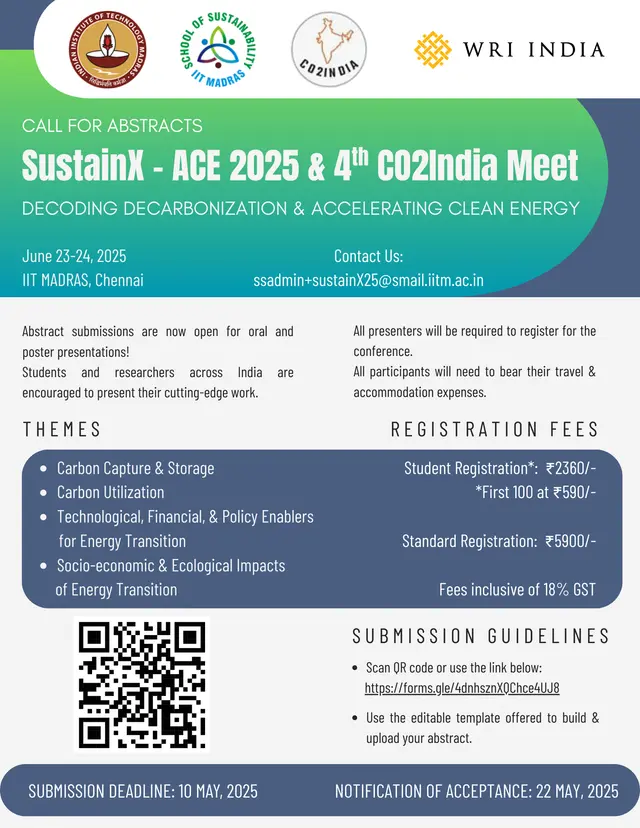 INDIAN INSTITUTE OF TECHNOLOGY MADRAS
SCHOOL OF SUSTAINABILITY
IIT MADRAS
CO2INDIA
WRI INDIA
CALL FOR ABSTRACTS
SustainX - ACE 2025 & 4th CO2India Meet
DECODING DECARBONIZATION & ACCELERATING CLEAN ENERGY
June 23-24, 2025
IIT MADRAS, Chennai
Contact Us:
ssadmin+sustainX25@smail.iitm.ac.in
Abstract submissions are now open for oral and
poster presentations!
Students and researchers across India are
encouraged to present their cutting-edge work.
All presenters will be required to register for the
conference.
All participants will need to bear their travel &
accommodation expenses.
THEMES
• Carbon Capture & Storage
• Carbon Utilization
• Technological, Financial, & Policy Enablers
for Energy Transition
• Socio-economic & Ecological Impacts
of Energy Transition
REGISTRATION FEES
Student Registration*: ₹2360/-
*First 100 at ₹590/-
Standard Registration: ₹5900/-
Fees inclusive of 18% GST
SUBMISSION GUIDELINES
• Scan QR code or use the link below:
https://forms.gle/4dnhsznXQChce4UJ8
• Use the editable template offered to build &
upload your abstract.
SUBMISSION DEADLINE: 10 MAY, 2025
NOTIFICATION OF ACCEPTANCE: 22 MAY, 2025